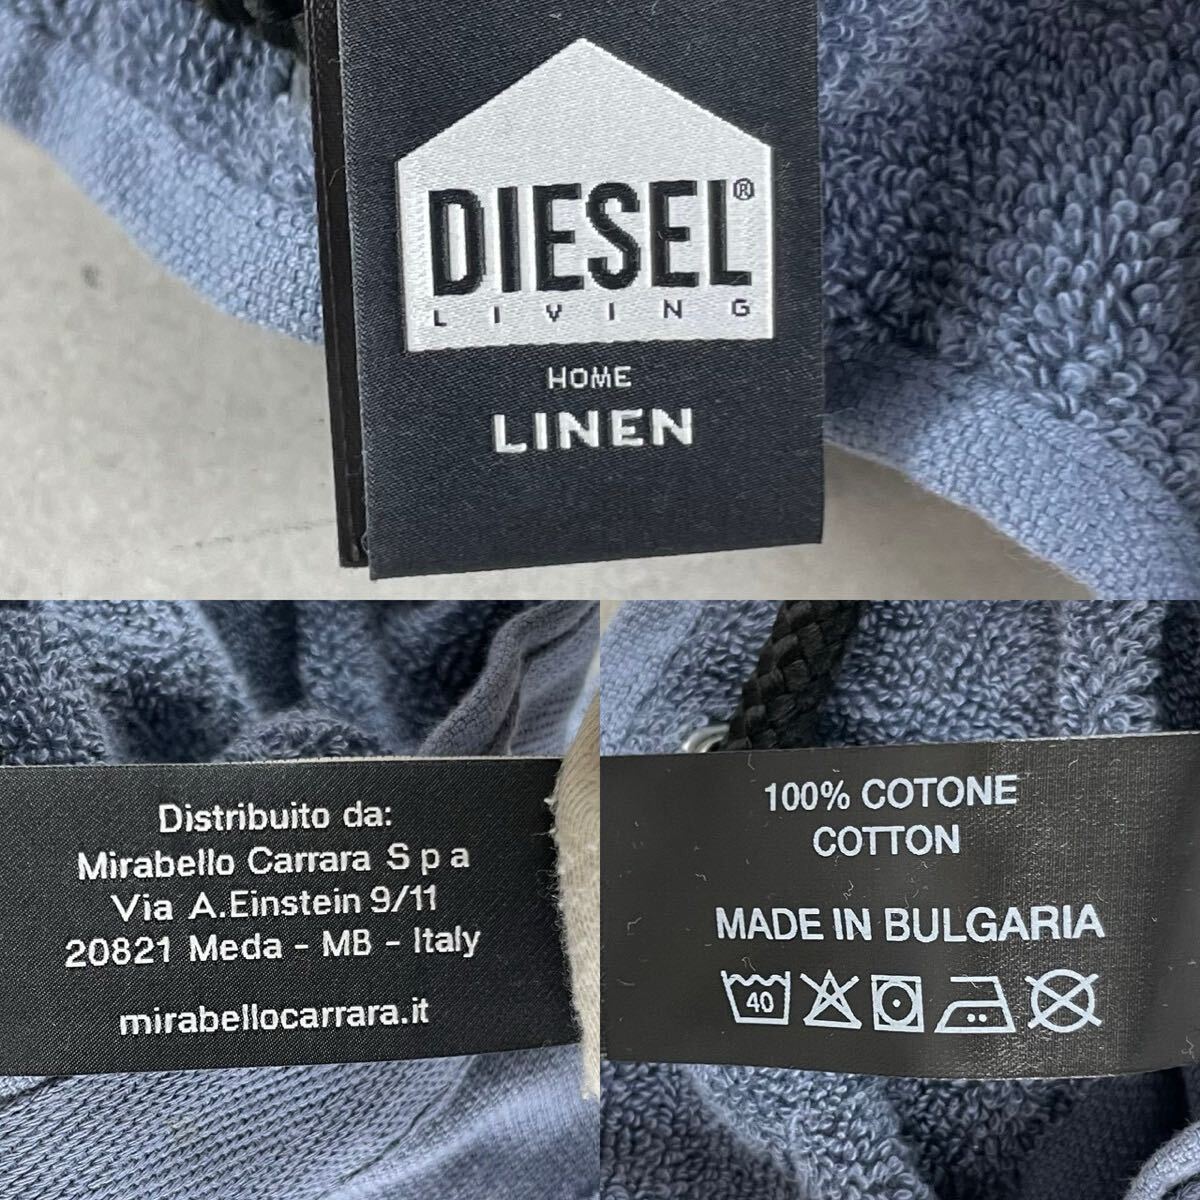 DIESEL®
LIVING
HOME
LINEN
Distribuito da:
Mirabello Carrara S p a
Via A.Einstein 9/11
20821 Meda - MB - Italy
mirabellocarrara.it
100% COTONE
COTTON
MADE IN BULGARIA
40